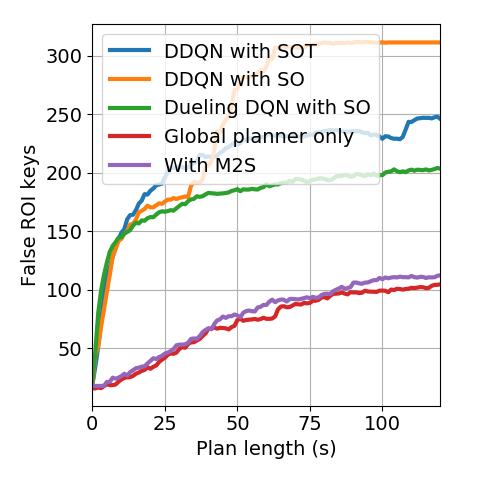 DDQN with SOT
DDQN with SO
Dueling DQN with SO
Global planner only
With M2S
False ROI keys
300
250
200
150
100
50
0
25
50
75
100
Plan length (s)